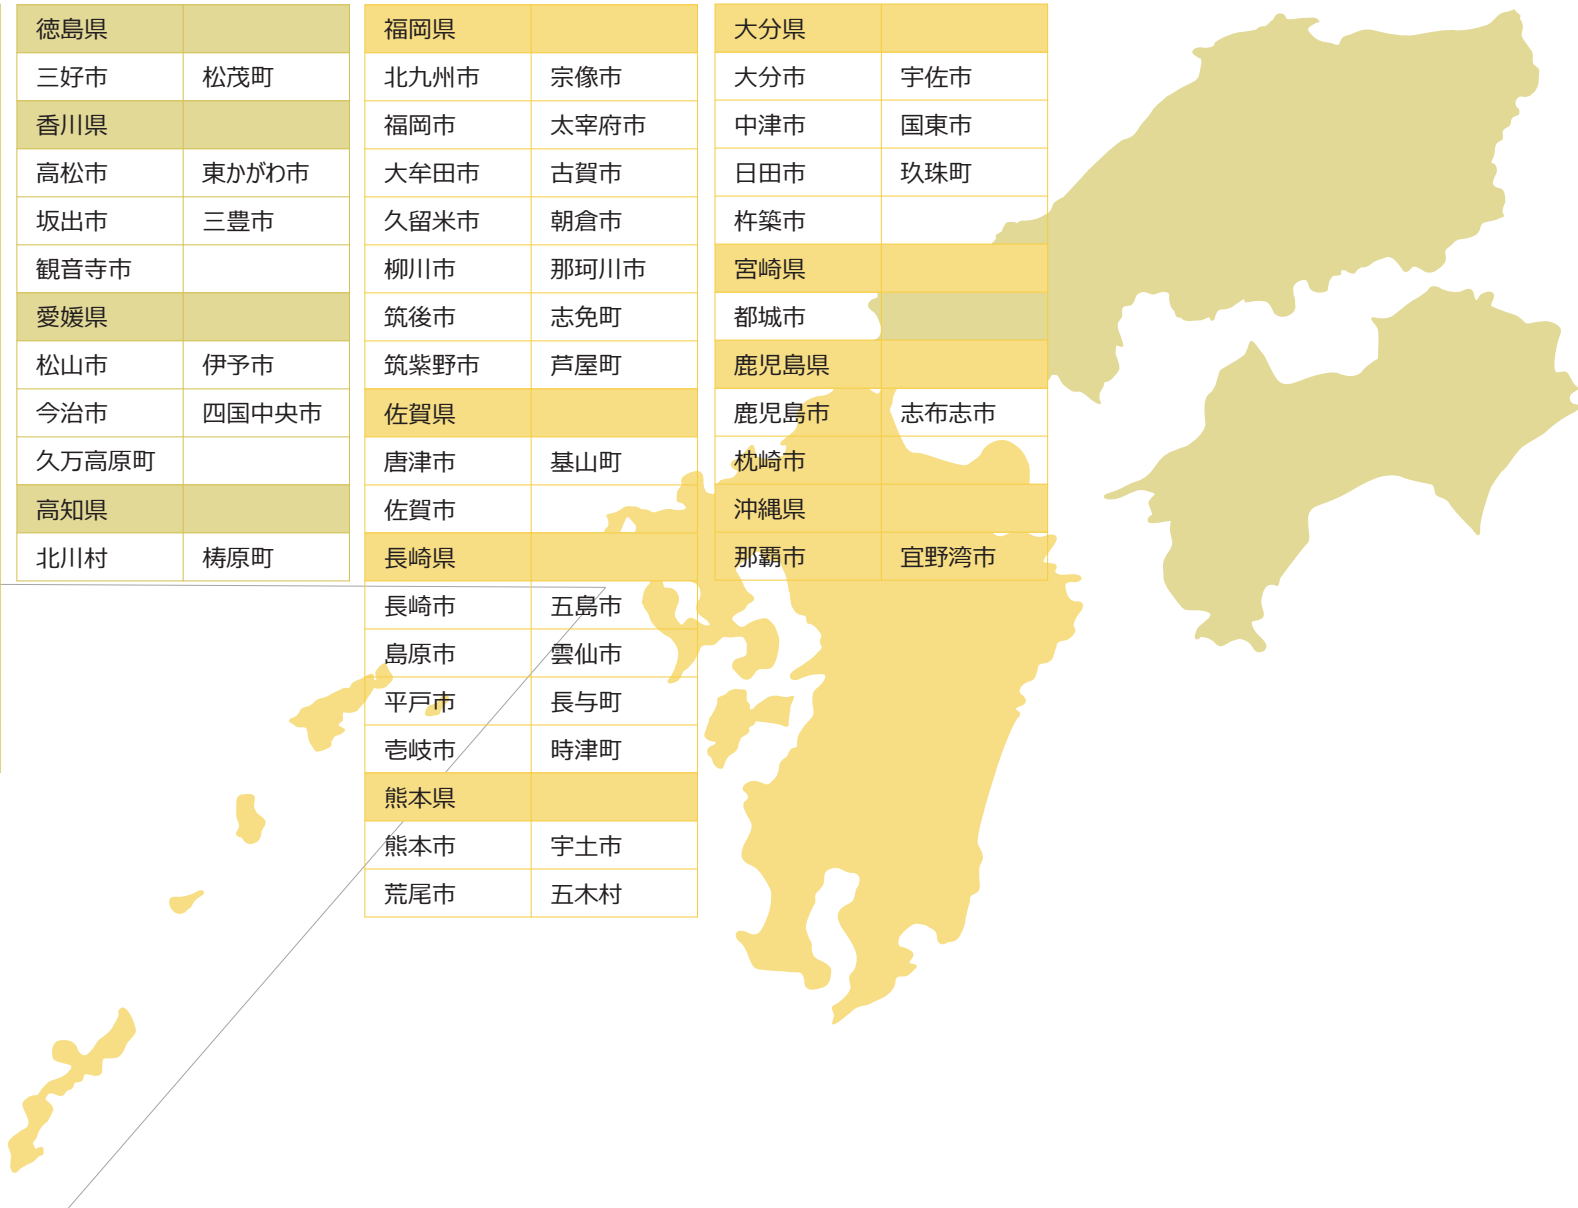 徳島県
三好市 松茂町
香川県
高松市 東かがわ市
坂出市 三豊市
観音寺市
愛媛県
松山市 伊予市
今治市 四国中央市
久万高原町
高知県
北川村 梼原町
福岡県
北九州市 宗像市
福岡市 太宰府市
大牟田市 古賀市
久留米市 朝倉市
柳川市 那珂川市
筑後市 志免町
筑紫野市 芦屋町
佐賀県
唐津市 基山町
佐賀市
長崎県
長崎市 五島市
島原市 雲仙市
平戸市 長与町
壱岐市 時津町
熊本県
熊本市 宇土市
荒尾市 五木村
大分県
大分市 宇佐市
中津市 国東市
日田市 玖珠町
杵築市
宮崎県
都城市
鹿児島県
鹿児島市 志布志市
枕崎市
沖縄県
那覇市 宜野湾市